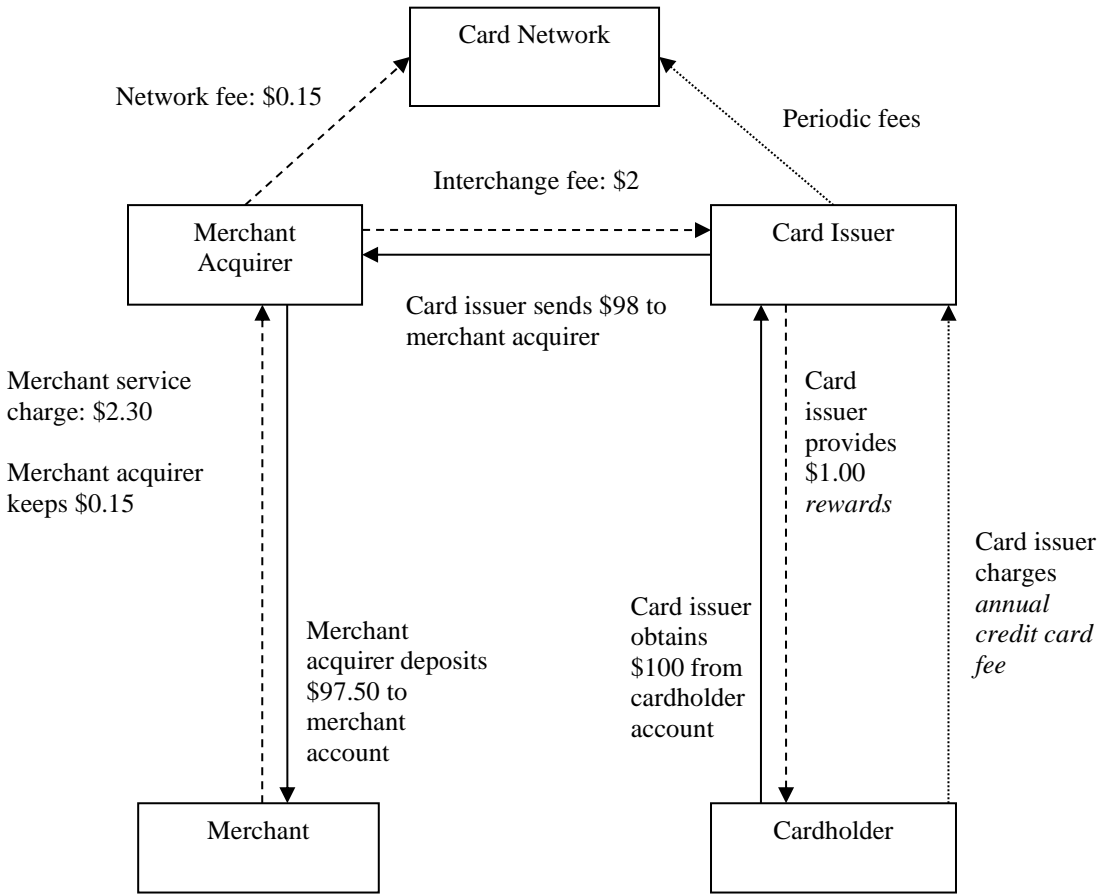 Card Network
Network fee: $0.15
Periodic fees
Interchange fee: $2
Merchant
Acquirer
Card Issuer
Card issuer sends $98 to
merchant acquirer
Merchant service
charge: $2.30
Merchant acquirer
keeps $0.15
Card
issuer
provides
$1.00
rewards
Card issuer
charges
annual
credit card
fee
Merchant
acquirer deposits
$97.50 to
merchant
account
Card issuer
obtains
$100 from
cardholder
account
Merchant
Cardholder